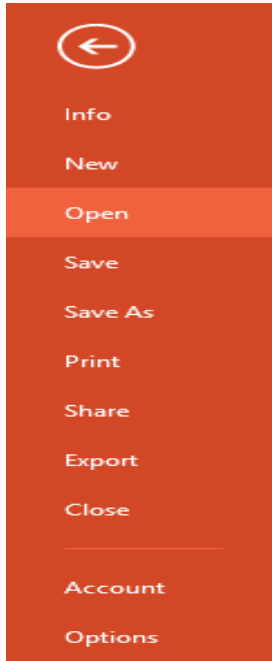 Info
New
Open
Save
Save As
Print
Share
Export
Close
Account
Options